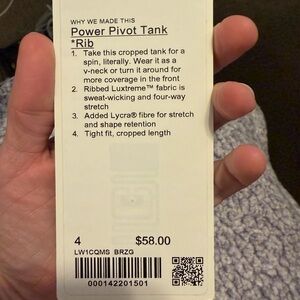 WHY WE MADE THIS
Power Pivot Tank
*Rib
1. Take this cropped tank for a
spin, literally. Wear it as a
v-neck or turn it around for
more coverage in the front
2. Ribbed Luxtreme™ fabric is
sweat-wicking and four-way
stretch
3. Added Lycra® fibre for stretch
and shape retention
4. Tight fit, cropped length
4 $58.00
LW1CQMS BRZG
000142201501